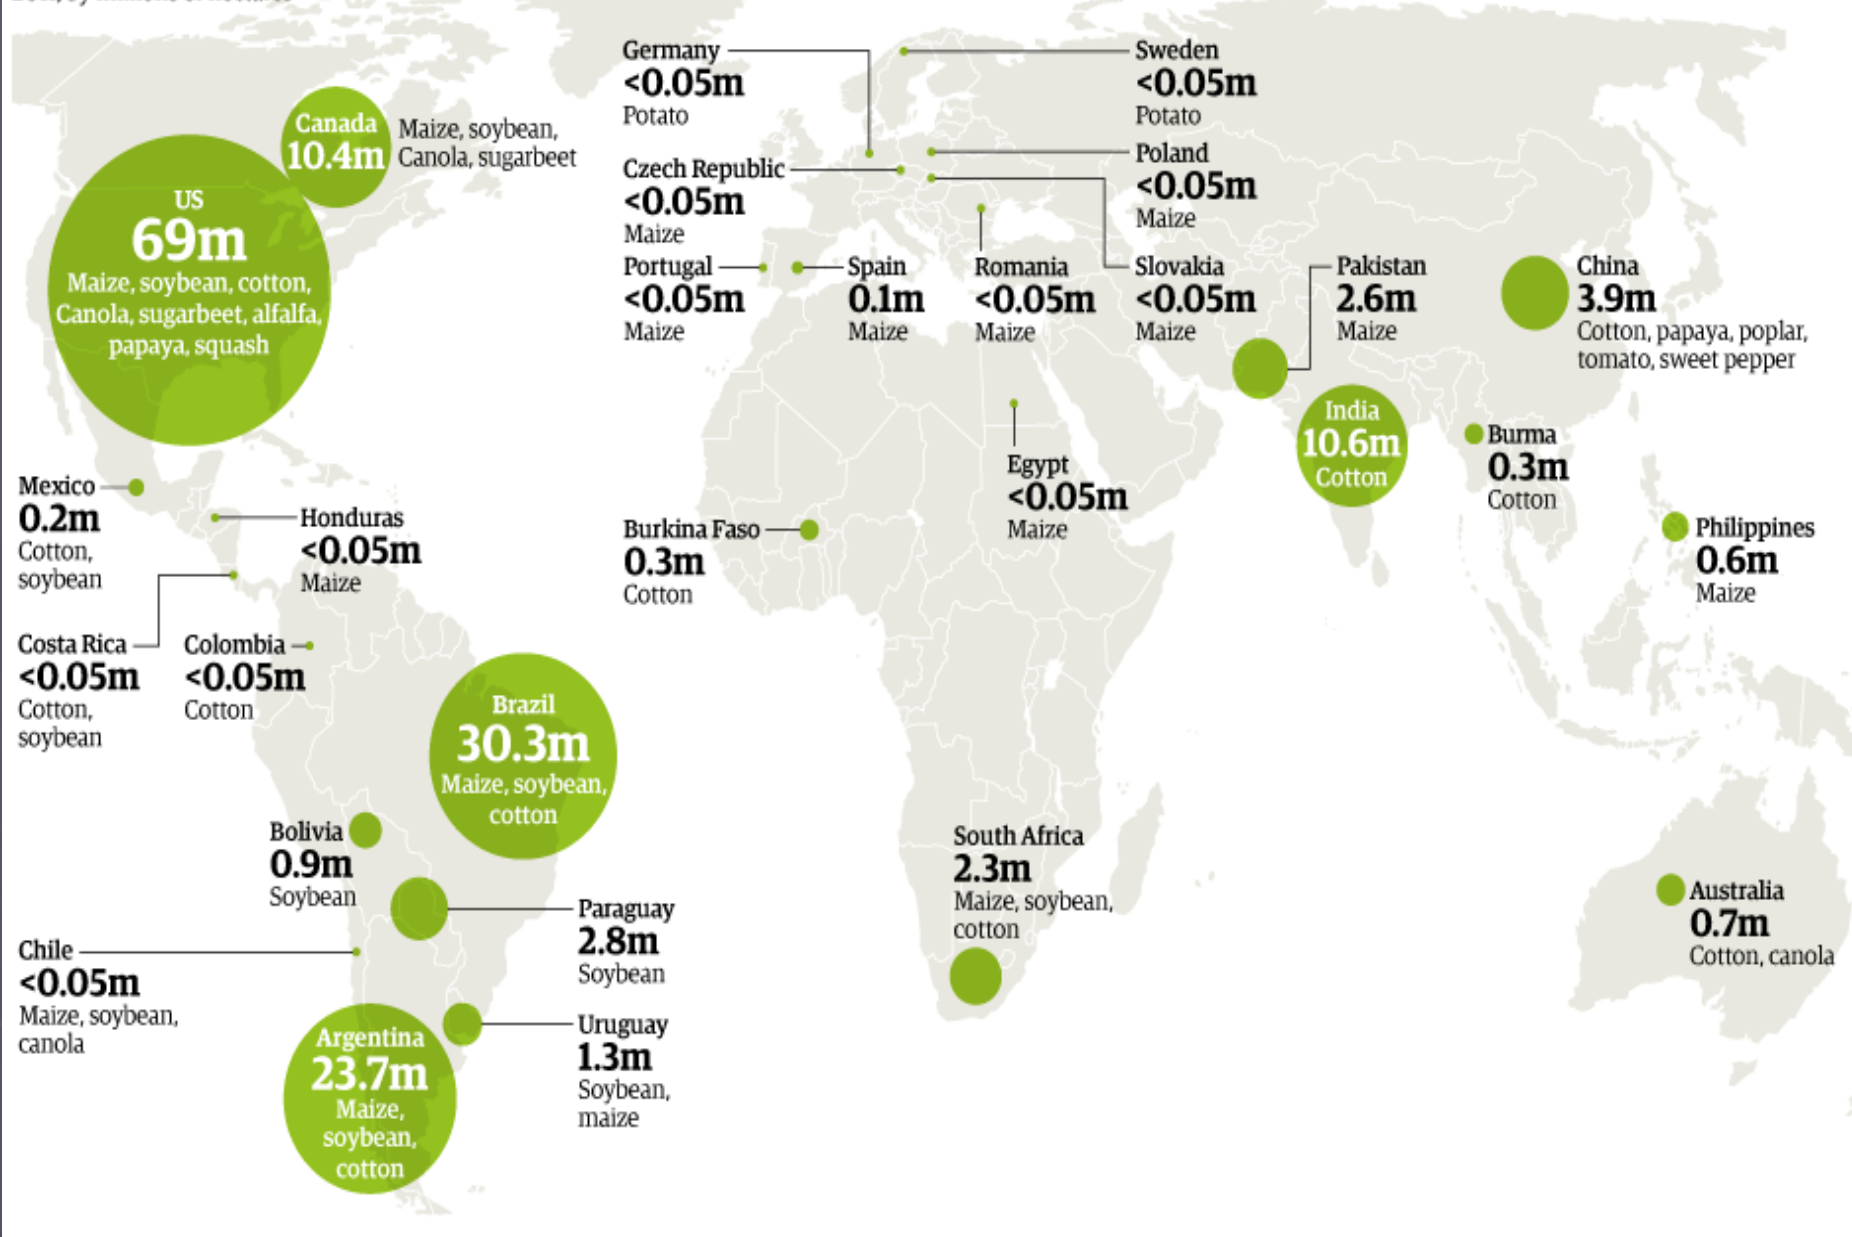 Canada
10.4m
Maize, soybean,
Canola, sugarbeet
US
69m
Maize, soybean, cotton,
Canola, sugarbeet, alfalfa,
papaya, squash
Mexico
0.2m
Cotton,
soybean
Honduras
<0.05m
Maize
Costa Rica
<0.05m
Cotton,
soybean
Colombia
<0.05m
Cotton
Brazil
30.3m
Maize, soybean,
cotton
Bolivia
0.9m
Soybean
Paraguay
2.8m
Soybean
Chile
<0.05m
Maize, soybean,
canola
Argentina
23.7m
Maize,
soybean,
cotton
Uruguay
1.3m
Soybean,
maize
Germany
<0.05m
Potato
Sweden
<0.05m
Potato
Czech Republic
<0.05m
Maize
Poland
<0.05m
Maize
Portugal
<0.05m
Maize
Spain
0.1m
Maize
Romania
<0.05m
Maize
Slovakia
<0.05m
Maize
Pakistan
2.6m
Maize
China
3.9m
Cotton, papaya, poplar,
tomato, sweet pepper
India
10.6m
Cotton
Burma
0.3m
Cotton
Egypt
<0.05m
Maize
Burkina Faso
0.3m
Cotton
Philippines
0.6m
Maize
South Africa
2.3m
Maize, soybean,
cotton
Australia
0.7m
Cotton, canola